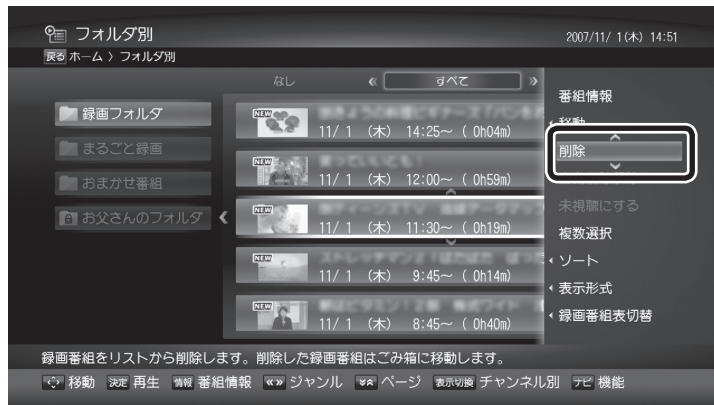 フォルダ別
2007/11/ 1(木) 14:51
戻る ホーム 〉 フォルダ別
なし « すべて »
録画フォルダ
まるごと録画
おまかせ番組
お父さんのフォルダ
NEW
11/ 1 (木) 14:25～ ( 0h04m)
NEW
11/ 1 (木) 12:00～ ( 0h59m)
NEW
11/ 1 (木) 11:30～ ( 0h19m)
NEW
11/ 1 (木) 9:45～ ( 0h14m)
NEW
11/ 1 (木) 8:45～ ( 0h40m)
番組情報
移動
削除
未視聴にする
複数選択
ソート
表示形式
録画番組表切替
録画番組をリストから削除します。削除した録画番組はごみ箱に移動します。
移動 決定 再生 情報 番組情報 «» ジャンル ページ 表示切換 チャンネル別 ナビ 機能